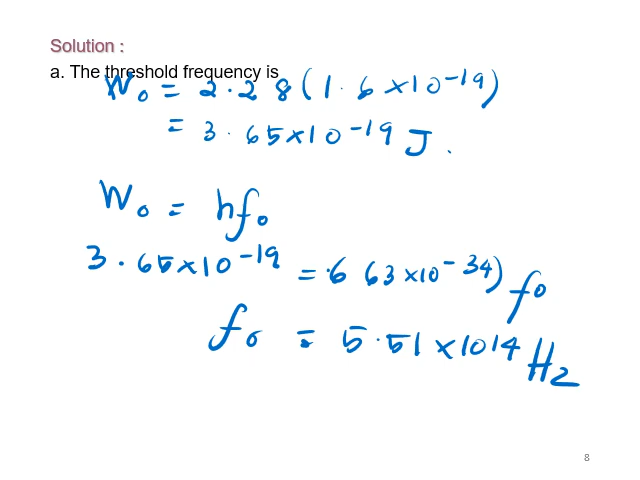 Solution :
a. The threshold frequency is
W₀ = 2.28 (1.6 × 10⁻¹⁹)
= 3.65 × 10⁻¹⁹ J.
W₀ = hf₀
3.65 × 10⁻¹⁹ = 6.63 × 10⁻³⁴) f₀
f₀ = 5.51 × 10¹⁴ Hz
8